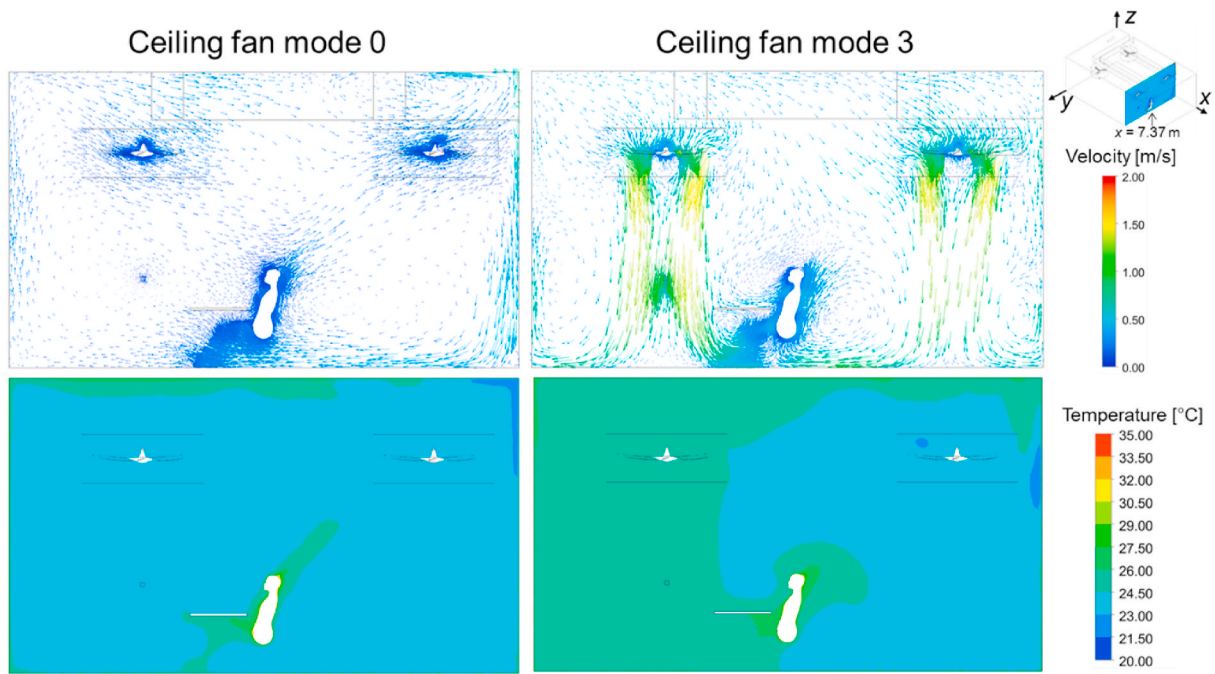 Ceiling fan mode 0
Ceiling fan mode 3
z
y
x
x = 7.37 m
Velocity [m/s]
2.00
1.50
1.00
0.50
0.00
Temperature [°C]
35.00
33.50
32.00
30.50
29.00
27.50
26.00
24.50
23.00
21.50
20.00